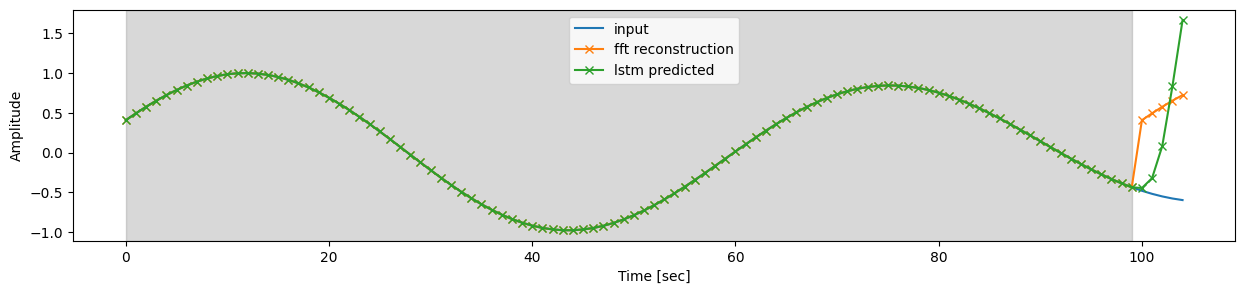 input
fft reconstruction
lstm predicted
Amplitude
1.5
1.0
0.5
0.0
−0.5
−1.0
0 20 40 60 80 100
Time [sec]